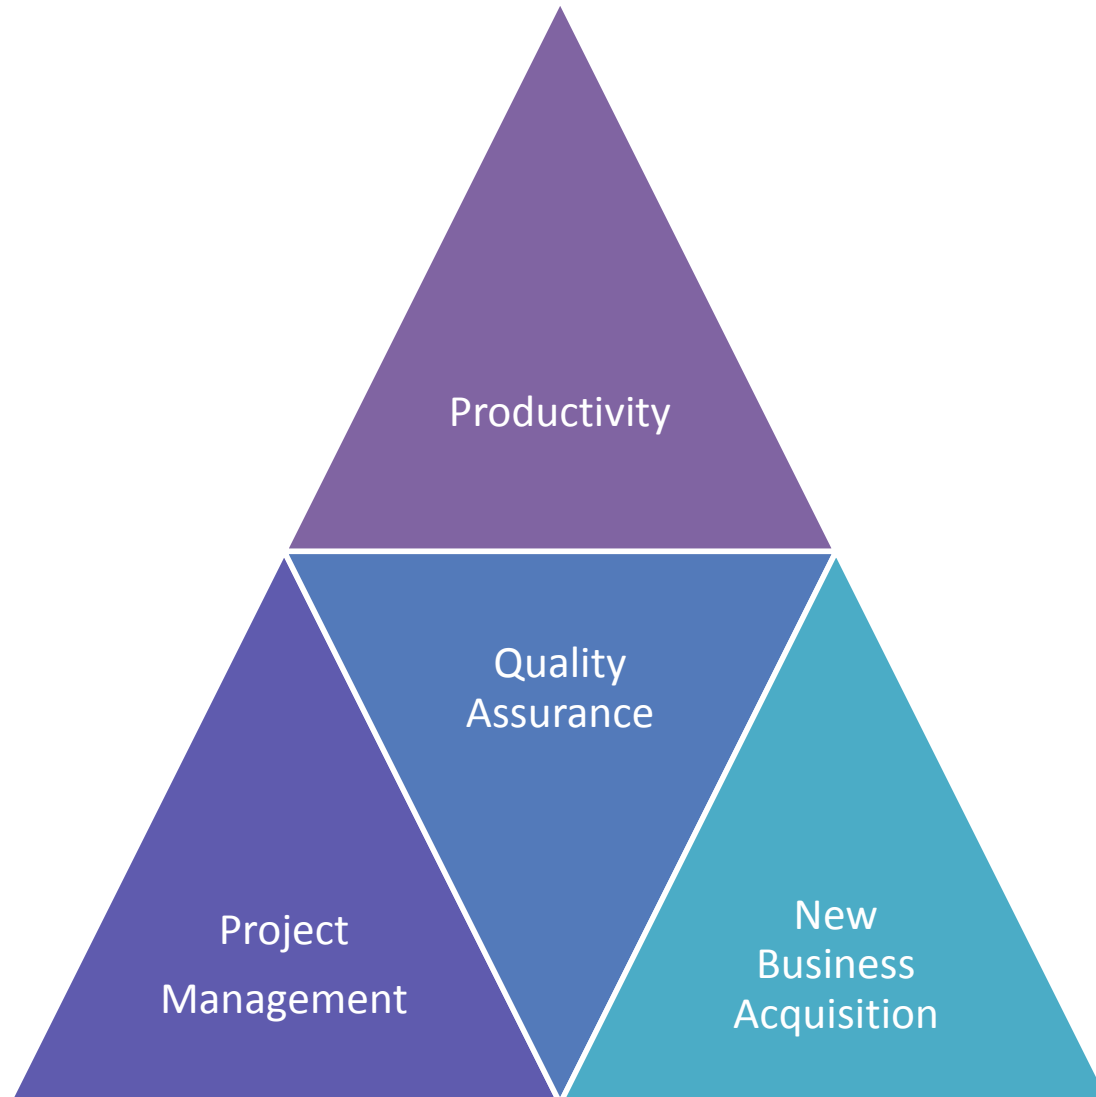 Productivity
Quality
Assurance
Project
Management
New
Business
Acquisition